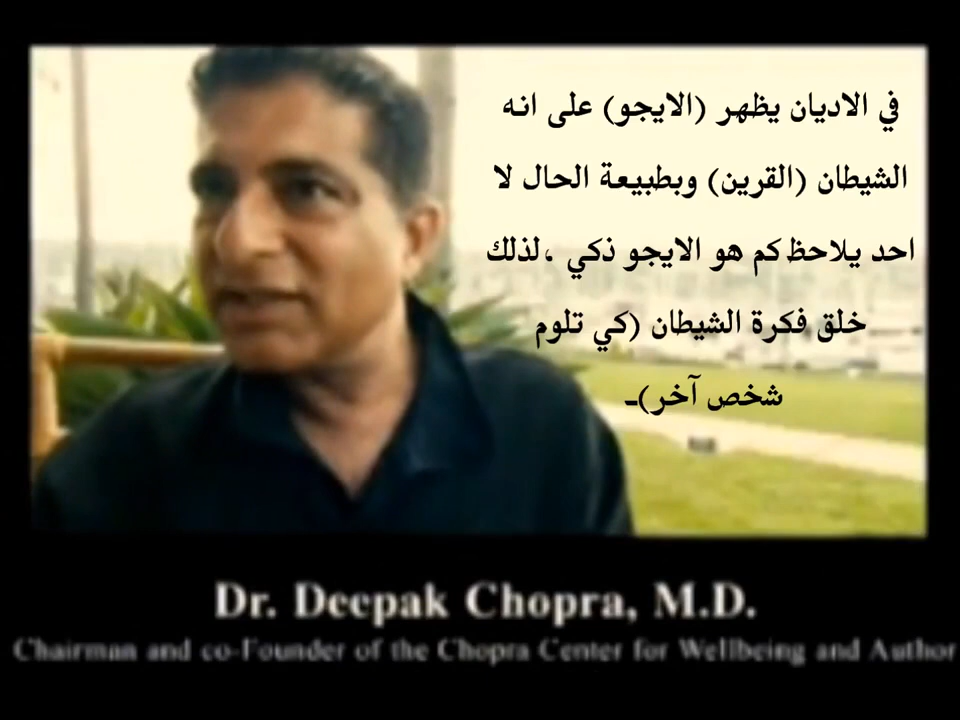 في الاديان يظهر (الايجو) على انه
الشيطان (القرين) وبطبيعة الحال لا
احد يلاحظ كم هو الايجو ذكي ،لذلك
خلق فكرة الشيطان (كي تلوم
شخص آخر)ـ
Dr. Deepak Chopra, M.D.
Chairman and co-Founder of the Chopra Center for Wellbeing and Author